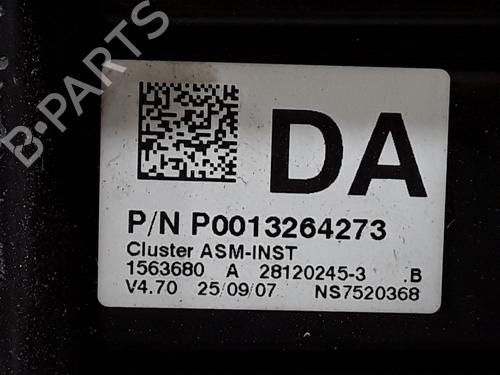 B-PARTS
DA
P/N P0013264273
Cluster ASM-INST
1563680 A 28120245-3 B
V4.70 25/09/07 NS7520368